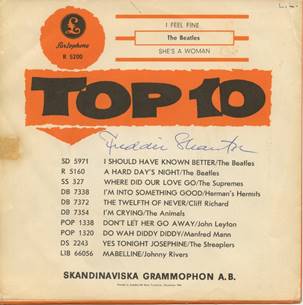 I FEEL FINE
Parlophone
The Beatles
R 5200
SHE'S A WOMAN
TOP 10
SD 5971 I SHOULD HAVE KNOWN BETTER/The Beatles
R 5160 A HARD DAY'S NIGHT/The Beatles
SS 327 WHERE DID OUR LOVE GO/The Supremes
DB 7338 I'M INTO SOMETHING GOOD/Herman's Hermits
DB 7372 THE TWELFTH OF NEVER/Cliff Richard
DB 7354 I'M CRYING/The Animals
POP 1338 DON'T LET HER GO AWAY/John Leyton
POP 1320 DO WAH DIDDY DIDDY/Manfred Mann
DS 2243 YES TONIGHT JOSEPHINE/The Streaplers
LIB 66056 MABELLINE/Johnny Rivers
SKANDINAVISKA GRAMMOPHON A.B.